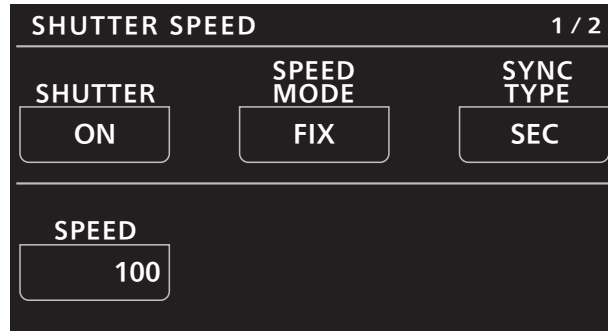 SHUTTER SPEED 1 / 2
SHUTTER
SPEED
MODE
SYNC
TYPE
ON
FIX
SEC
SPEED
100